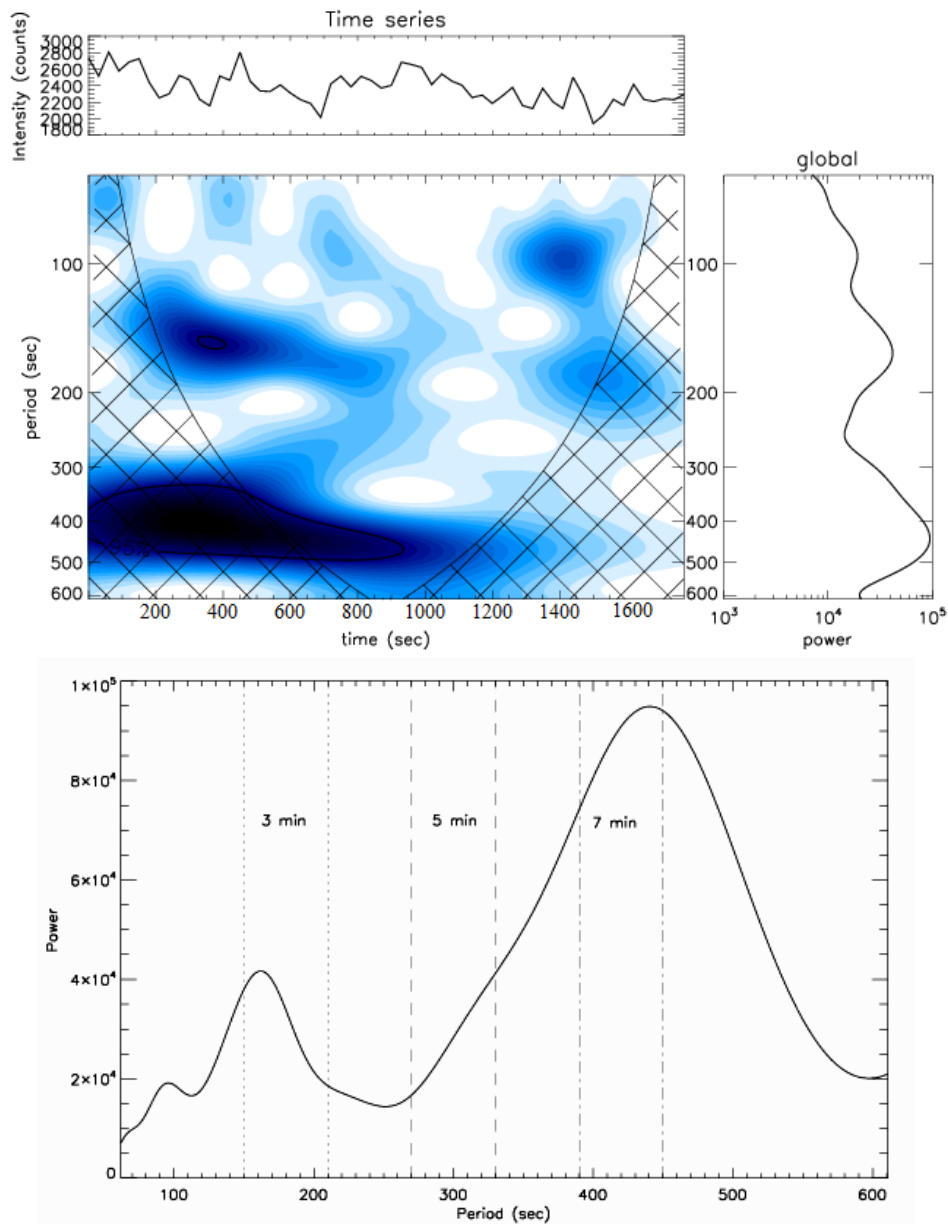 Time series
Intensity (counts)
3000
2800
2600
2400
2200
2000
1800
global
period (sec)
100
200
300
400
500
600
95%
200 400 600 800 1000 1200 1400 1600
time (sec)
100
200
300
400
500
600
10³ 10⁴ 10⁵
power
Power
1×10⁵
8×10⁴
6×10⁴
4×10⁴
2×10⁴
0
3 min 5 min 7 min
100 200 300 400 500 600
Period (sec)